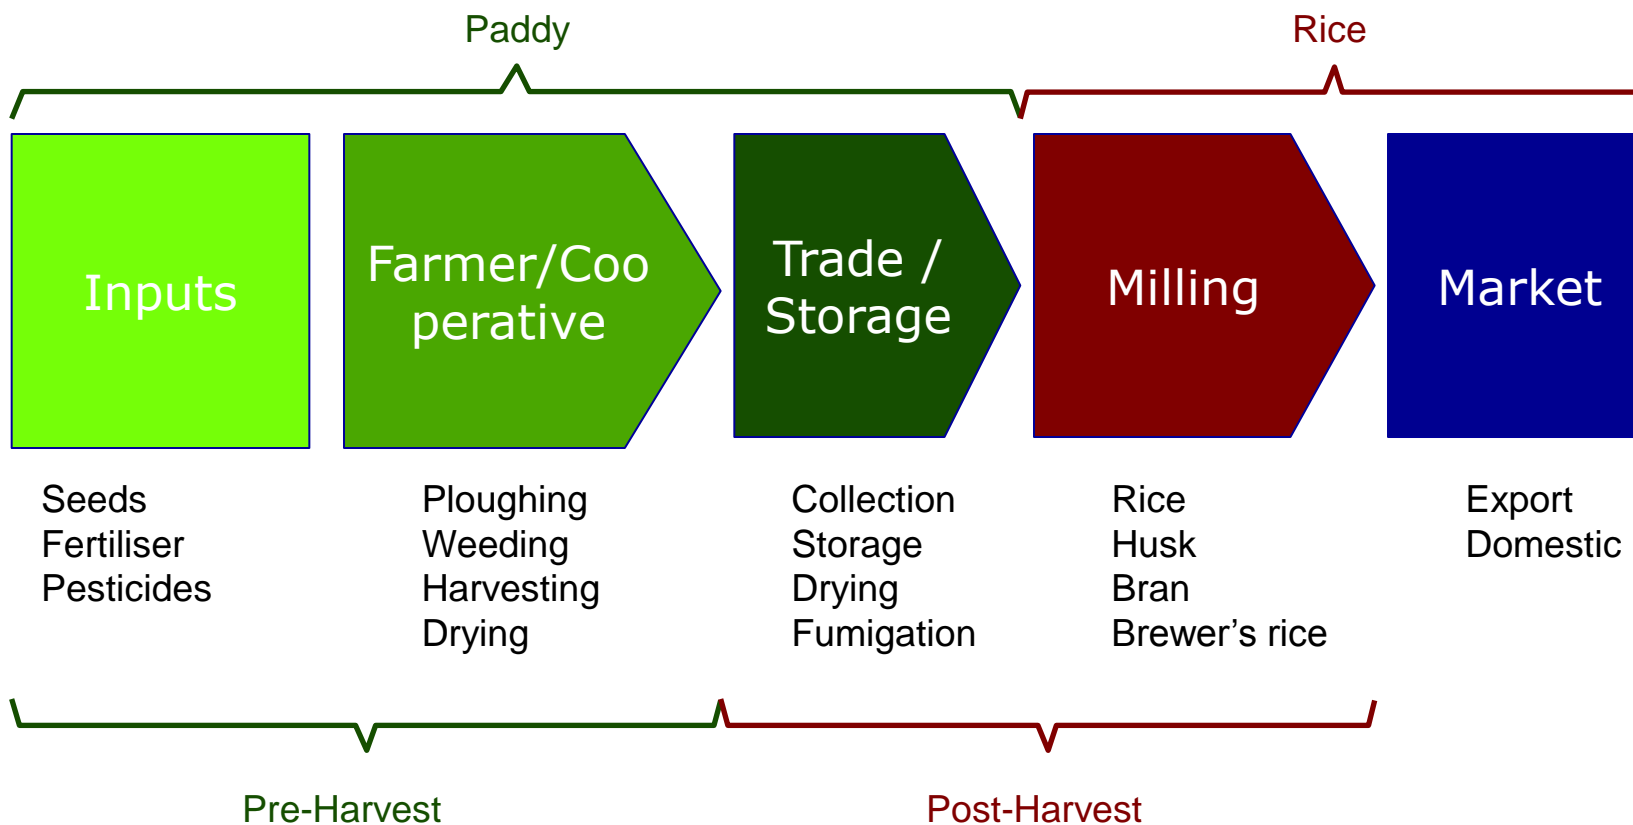 Paddy
Rice
Inputs
Farmer/Coo
perative
Trade /
Storage
Milling
Market
Seeds
Fertiliser
Pesticides
Ploughing
Weeding
Harvesting
Drying
Collection
Storage
Drying
Fumigation
Rice
Husk
Bran
Brewer’s rice
Export
Domestic
Pre-Harvest
Post-Harvest